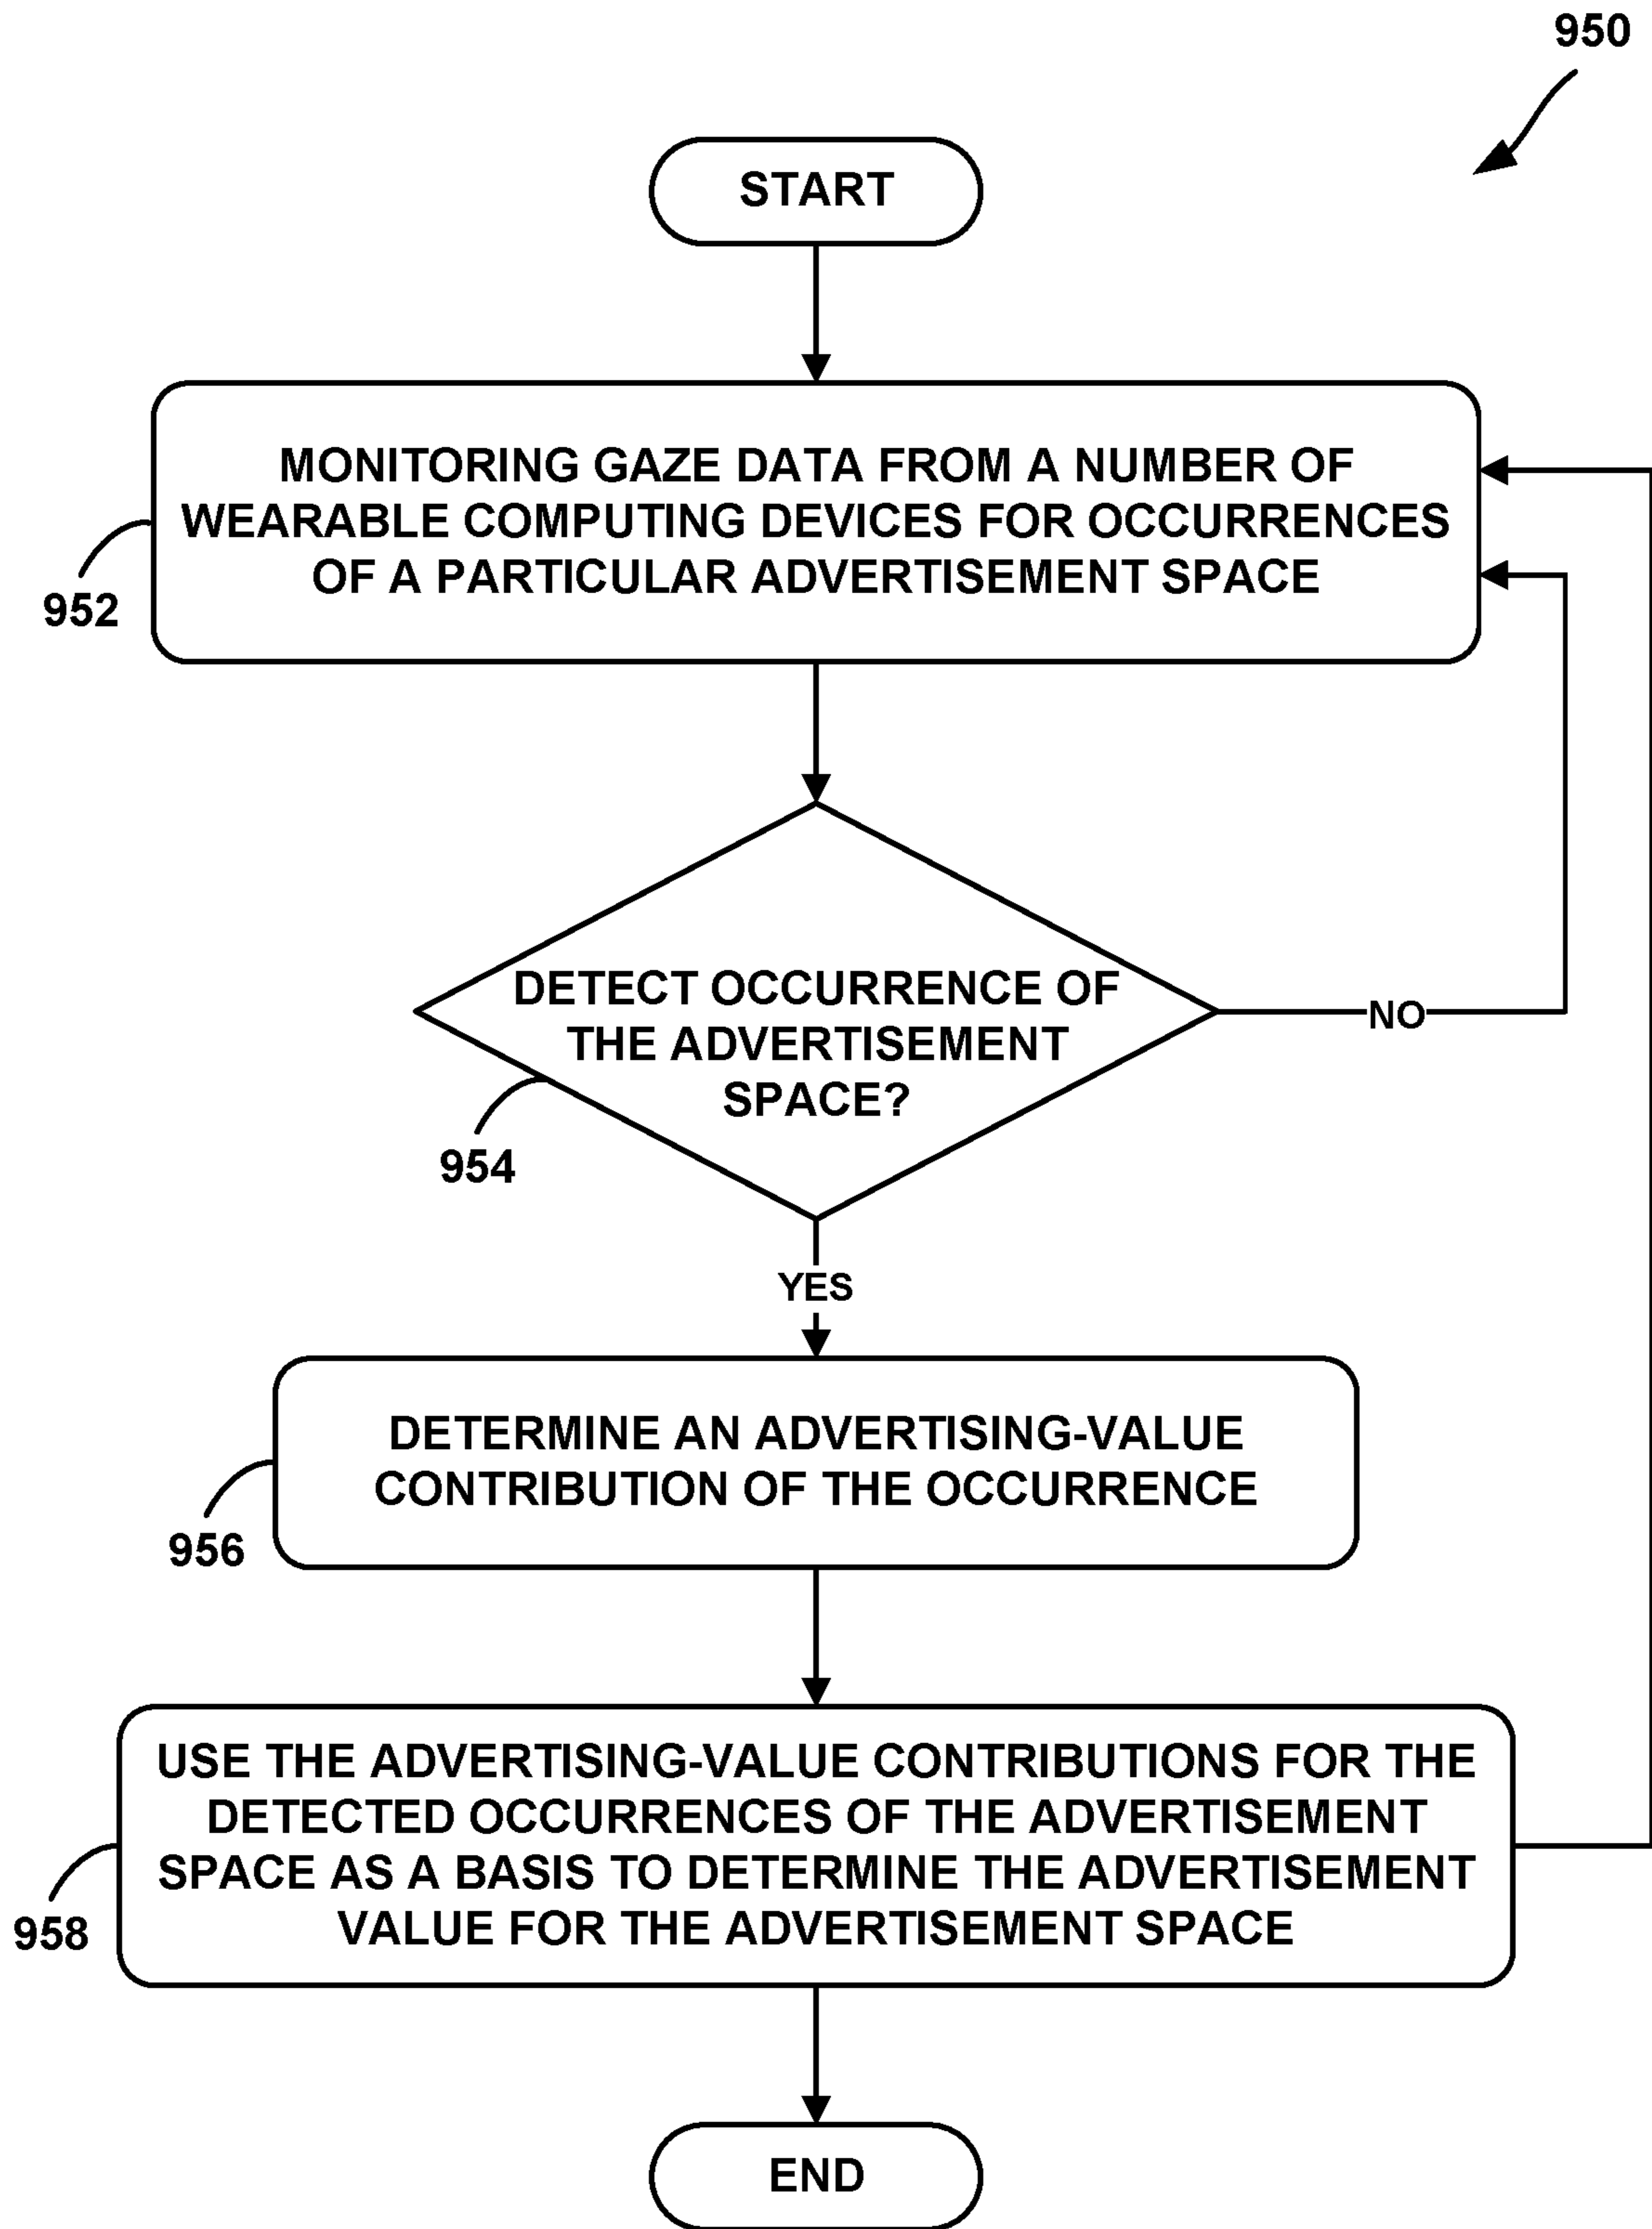 950
START
MONITORING GAZE DATA FROM A NUMBER OF
WEARABLE COMPUTING DEVICES FOR OCCURRENCES
OF A PARTICULAR ADVERTISEMENT SPACE
952
DETECT OCCURRENCE OF
THE ADVERTISEMENT
SPACE?
NO
954
YES
DETERMINE AN ADVERTISING-VALUE
CONTRIBUTION OF THE OCCURRENCE
956
USE THE ADVERTISING-VALUE CONTRIBUTIONS FOR THE
DETECTED OCCURRENCES OF THE ADVERTISEMENT
SPACE AS A BASIS TO DETERMINE THE ADVERTISEMENT
VALUE FOR THE ADVERTISEMENT SPACE
958
END